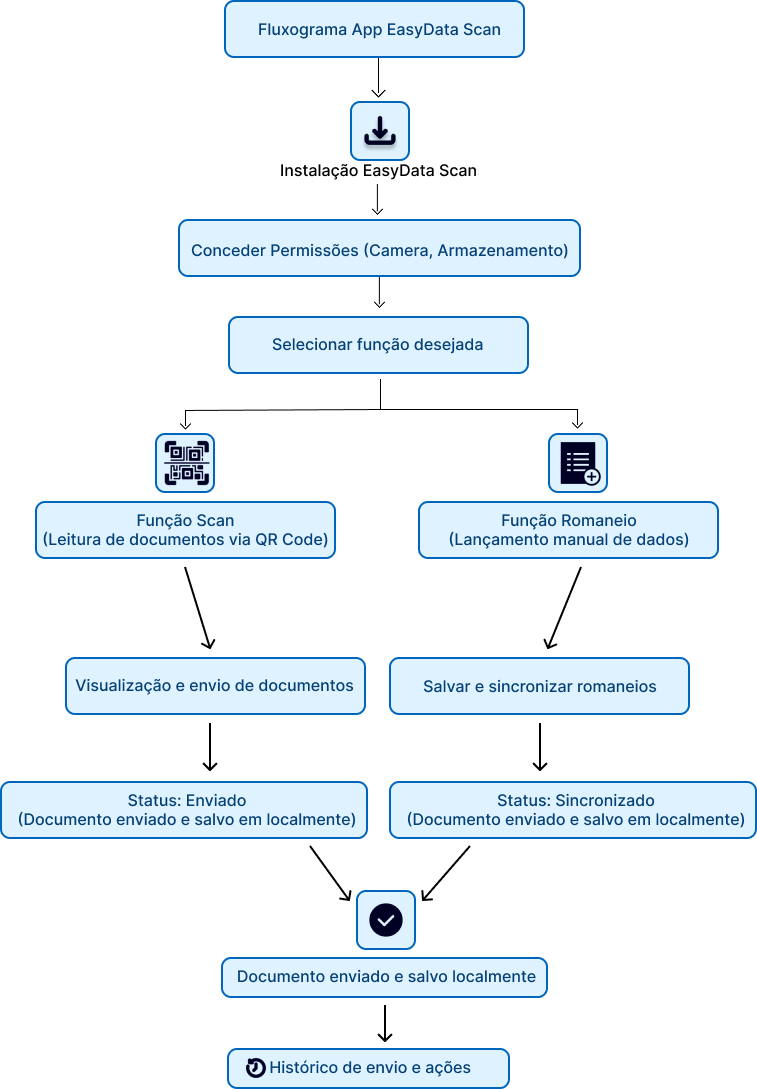 Fluxograma App EasyData Scan
Instalação EasyData Scan
Conceder Permissões (Camera, Armazenamento)
Selecionar função desejada
Função Scan
(Leitura de documentos via QR Code)
Função Romaneio
(Lançamento manual de dados)
Visualização e envio de documentos
Salvar e sincronizar romaneios
Status: Enviado
(Documento enviado e salvo em localmente)
Status: Sincronizado
(Documento enviado e salvo em localmente)
Documento enviado e salvo localmente
Histórico de envio e ações